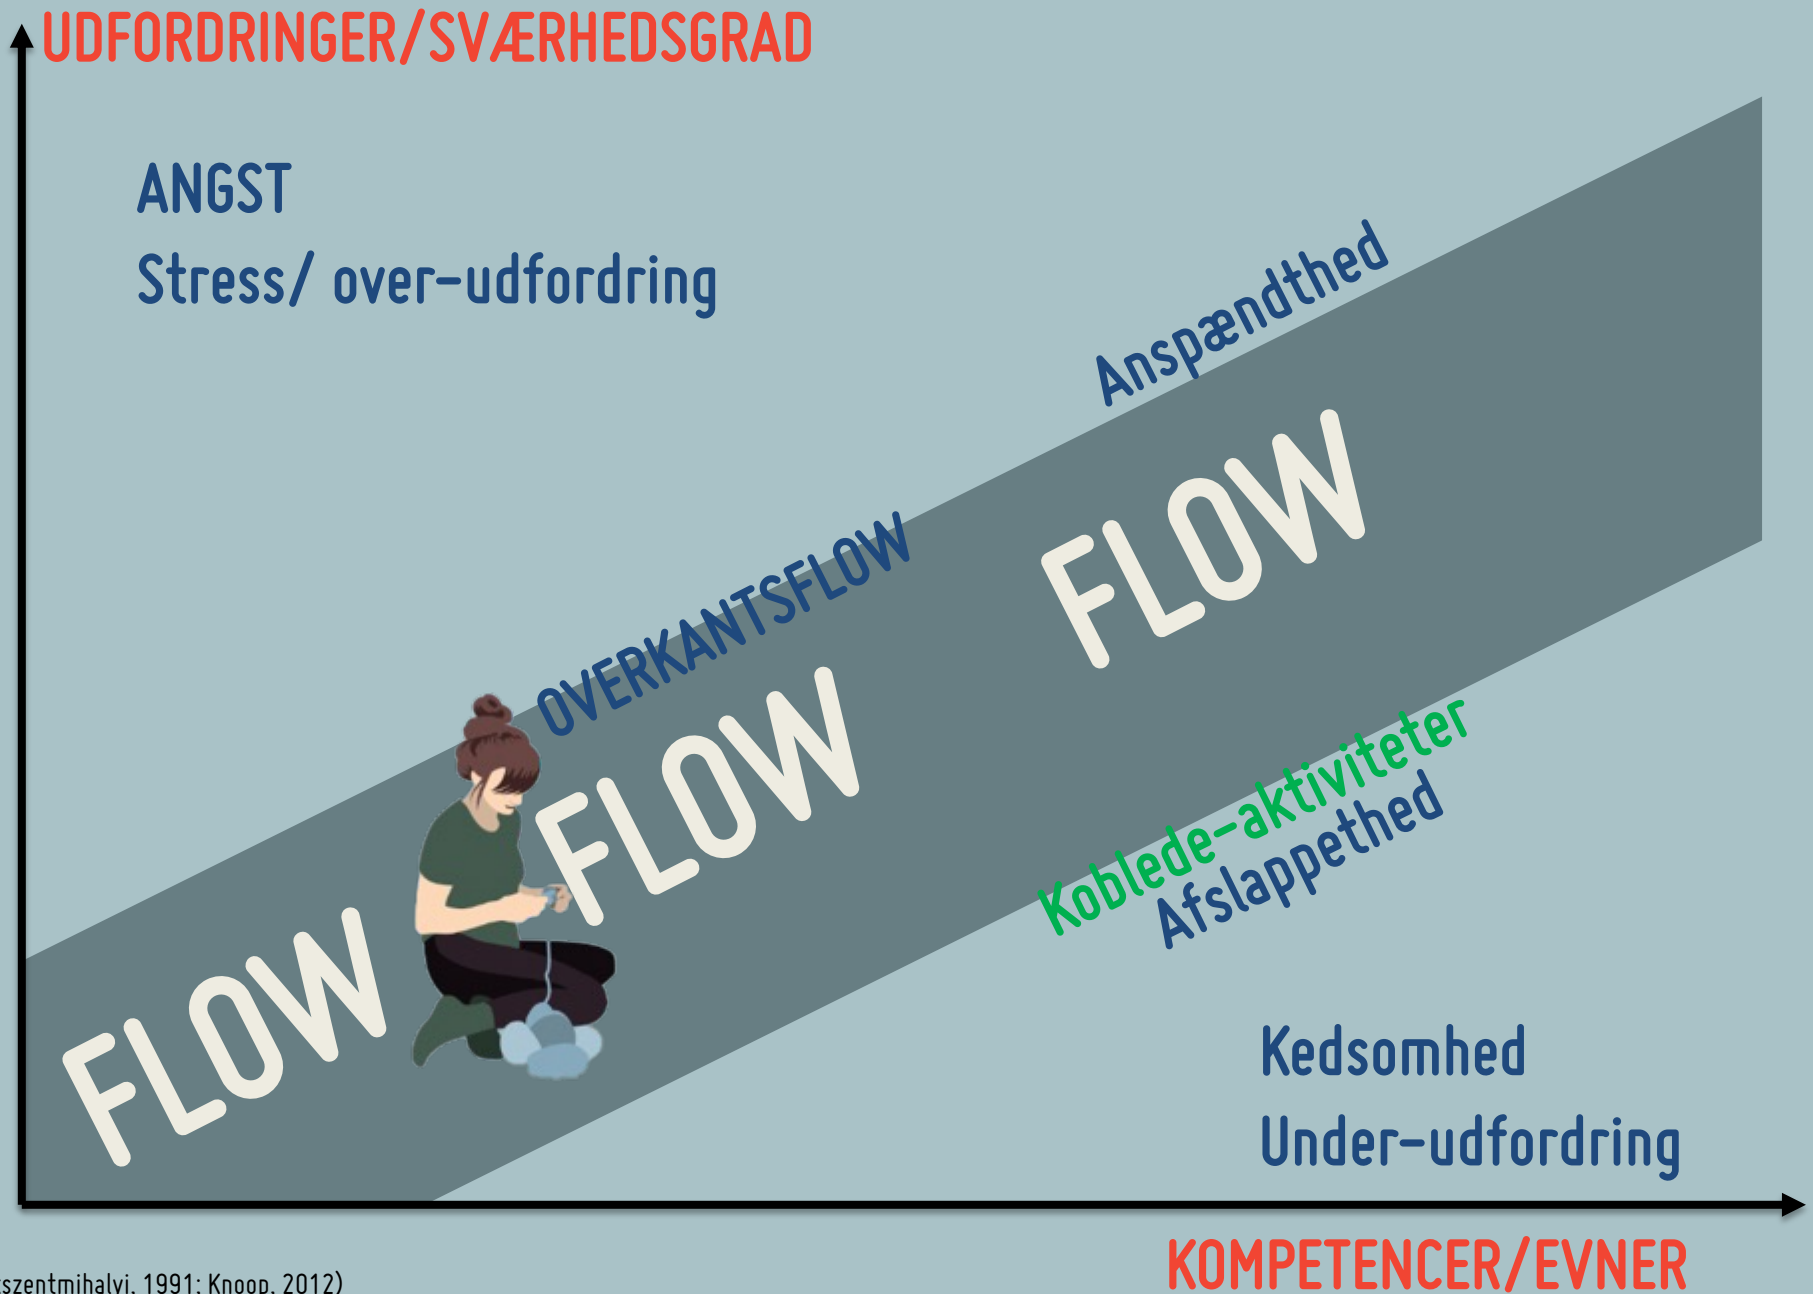 UDFORDRINGER/SVÆRHEDSGRAD
ANGST
Stress/ over-udfordring
Anspændthed
FLOW
OVERKANTSFLOW
FLOW
Koblede-aktiviteter
Afslappethed
FLOW
Kedsomhed
Under-udfordring
KOMPETENCER/EVNER
szentmihalyi, 1991; Knoop, 2012)